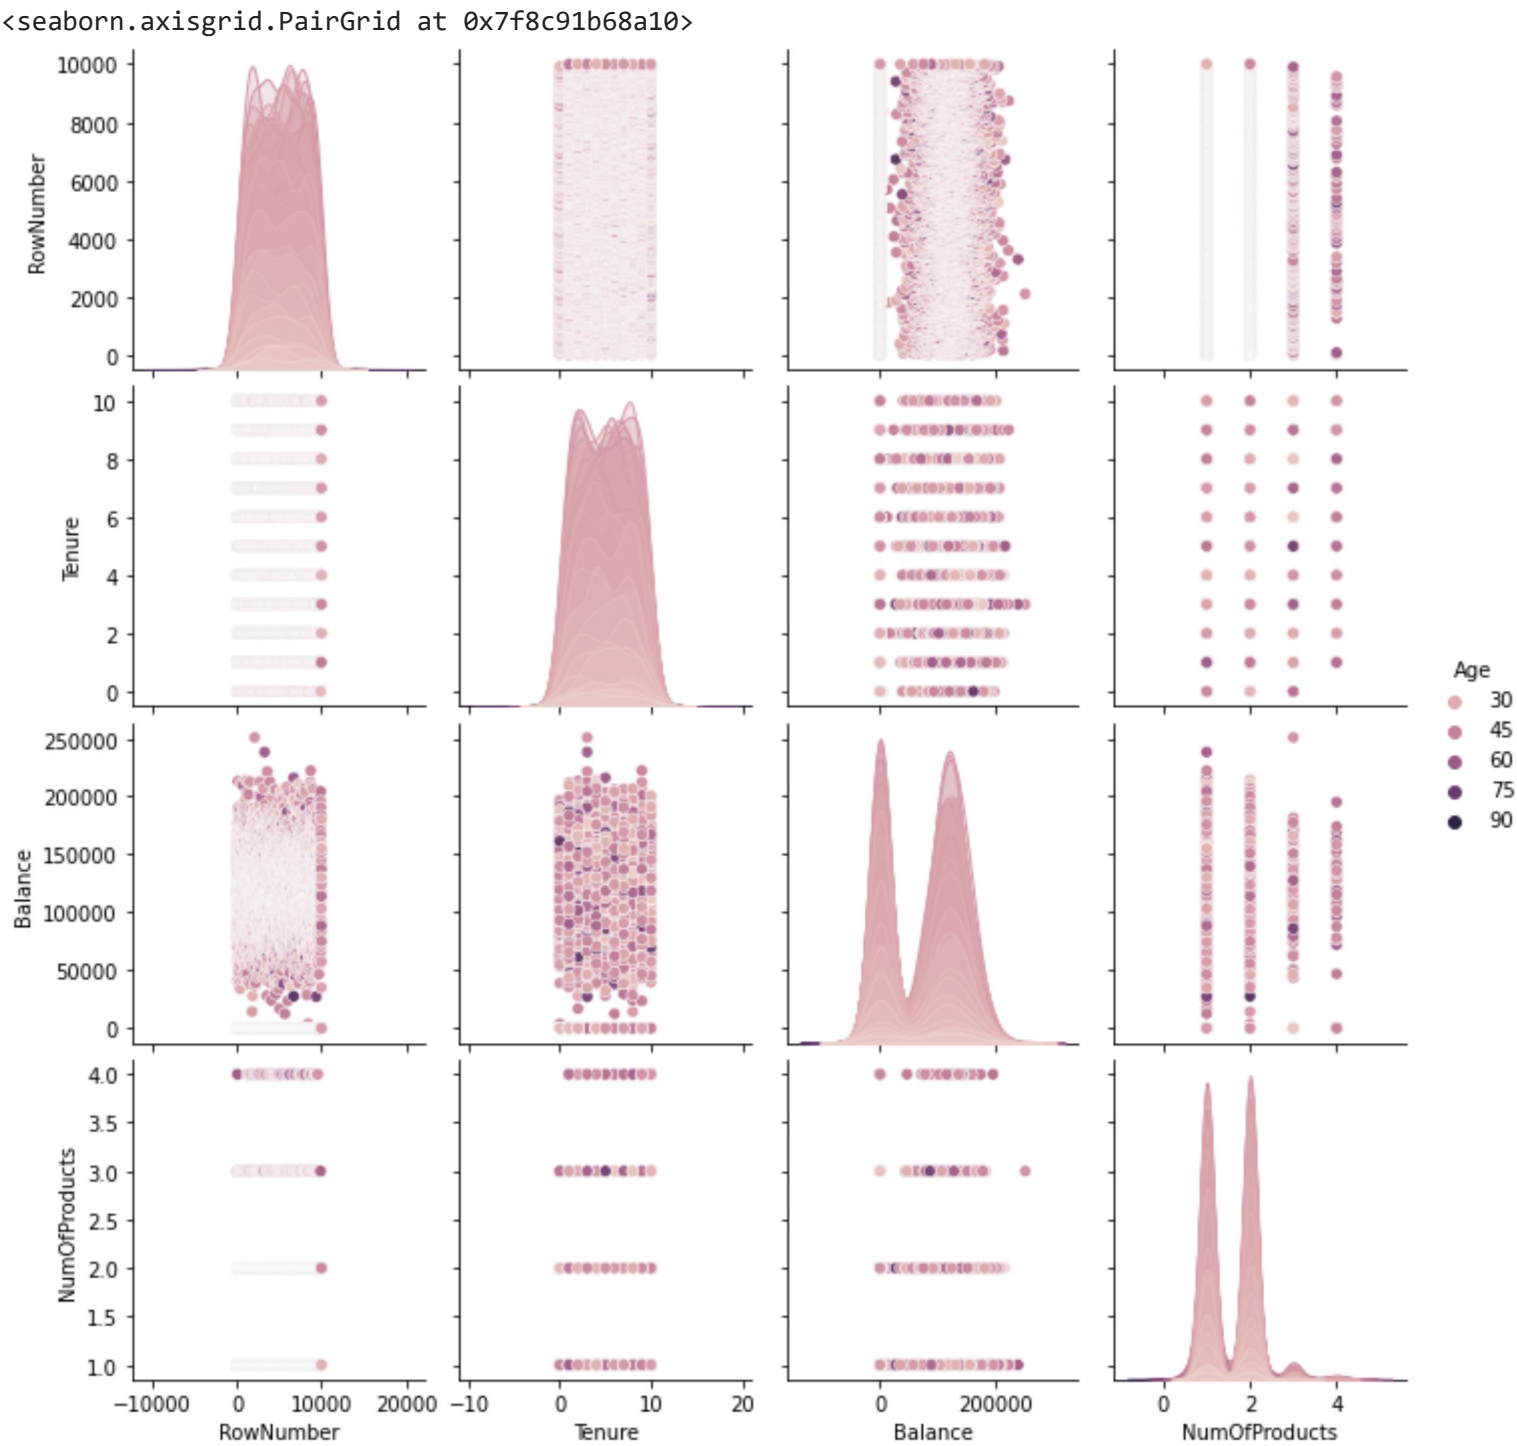 <seaborn.axisgrid.PairGrid at 0x7f8c91b68a10>
10000
8000
6000
4000
2000
0
RowNumber
10
8
6
4
2
0
Tenure
250000
200000
150000
100000
50000
0
Balance
4.0
3.5
3.0
2.5
2.0
1.5
1.0
NumOfProducts
−10000 0 10000 20000
RowNumber
−10 0 10 20
Tenure
0 200000
Balance
0 2 4
NumOfProducts
Age
30
45
60
75
90